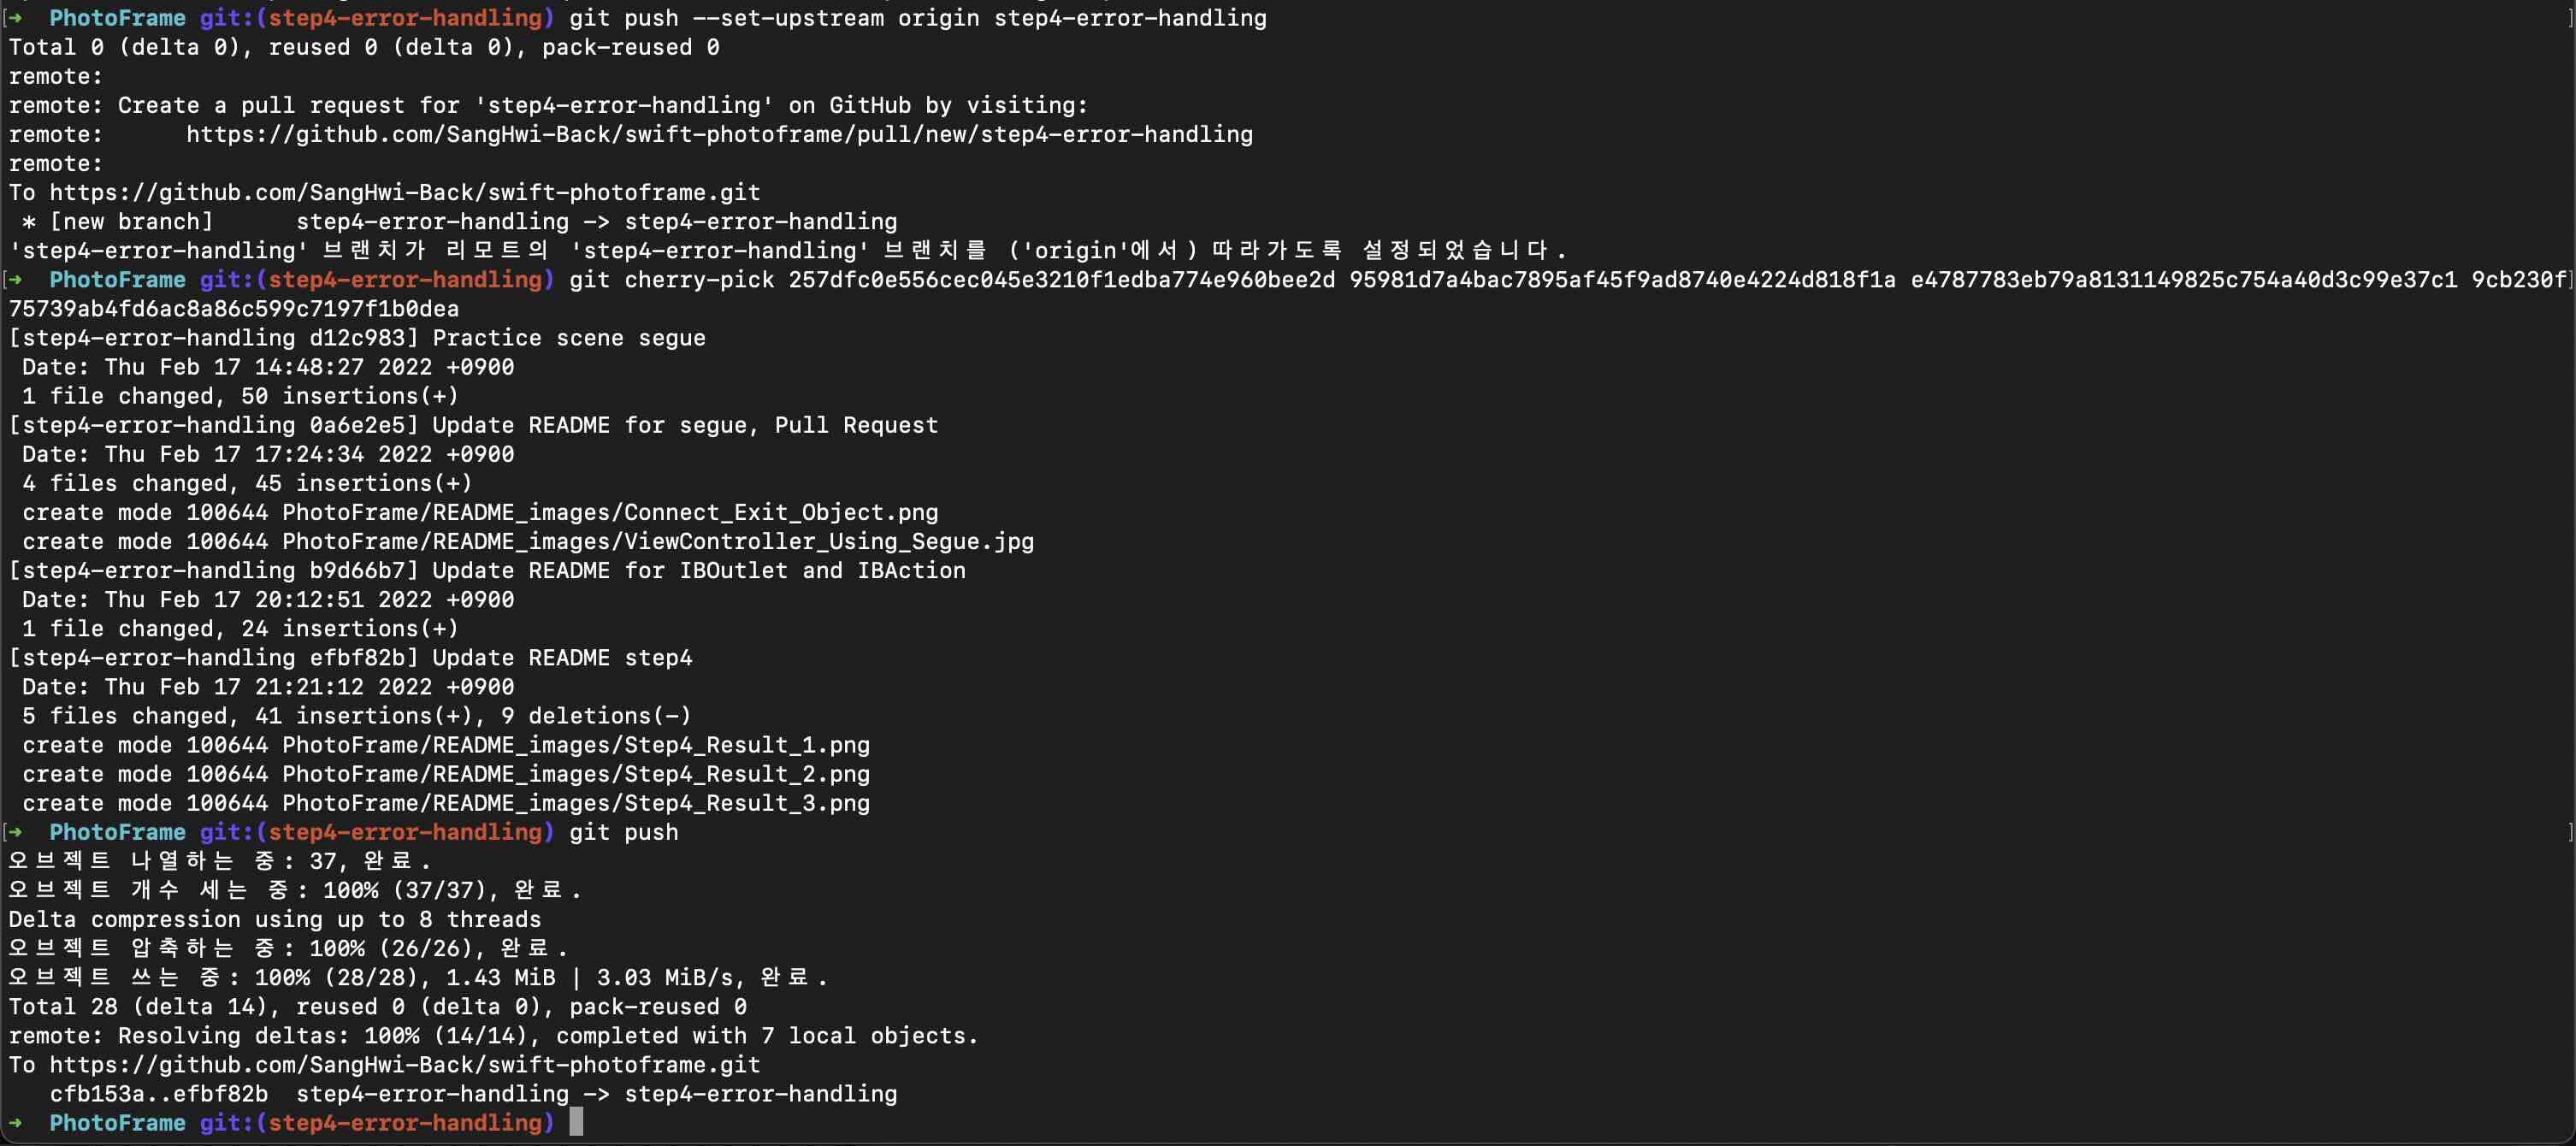 [➜  PhotoFrame git:(step4-error-handling) git push --set-upstream origin step4-error-handling ]
Total 0 (delta 0), reused 0 (delta 0), pack-reused 0
remote:
remote: Create a pull request for 'step4-error-handling' on GitHub by visiting:
remote:      https://github.com/SangHwi-Back/swift-photoframe/pull/new/step4-error-handling
remote:
To https://github.com/SangHwi-Back/swift-photoframe.git
 * [new branch]      step4-error-handling -> step4-error-handling
'step4-error-handling' 브랜치가 리모트의 'step4-error-handling' 브랜치를 ('origin'에서) 따라가도록 설정되었습니다.
[➜  PhotoFrame git:(step4-error-handling) git cherry-pick 257dfc0e556cec045e3210f1edba774e960bee2d 95981d7a4bac7895af45f9ad8740e4224d818f1a e4787783eb79a8131149825c754a40d3c99e37c1 9cb230f]
75739ab4fd6ac8a86c599c7197f1b0dea
[step4-error-handling d12c983] Practice scene segue
 Date: Thu Feb 17 14:48:27 2022 +0900
 1 file changed, 50 insertions(+)
[step4-error-handling 0a6e2e5] Update README for segue, Pull Request
 Date: Thu Feb 17 17:24:34 2022 +0900
 4 files changed, 45 insertions(+)
 create mode 100644 PhotoFrame/README_images/Connect_Exit_Object.png
 create mode 100644 PhotoFrame/README_images/ViewController_Using_Segue.jpg
[step4-error-handling b9d66b7] Update README for IBOutlet and IBAction
 Date: Thu Feb 17 20:12:51 2022 +0900
 1 file changed, 24 insertions(+)
[step4-error-handling efbf82b] Update README step4
 Date: Thu Feb 17 21:21:12 2022 +0900
 5 files changed, 41 insertions(+), 9 deletions(-)
 create mode 100644 PhotoFrame/README_images/Step4_Result_1.png
 create mode 100644 PhotoFrame/README_images/Step4_Result_2.png
 create mode 100644 PhotoFrame/README_images/Step4_Result_3.png
[➜  PhotoFrame git:(step4-error-handling) git push ]
오브젝트 나열하는 중: 37, 완료.
오브젝트 개수 세는 중: 100% (37/37), 완료.
Delta compression using up to 8 threads
오브젝트 압축하는 중: 100% (26/26), 완료.
오브젝트 쓰는 중: 100% (28/28), 1.43 MiB | 3.03 MiB/s, 완료.
Total 28 (delta 14), reused 0 (delta 0), pack-reused 0
remote: Resolving deltas: 100% (14/14), completed with 7 local objects.
To https://github.com/SangHwi-Back/swift-photoframe.git
   cfb153a..efbf82b  step4-error-handling -> step4-error-handling
➜  PhotoFrame git:(step4-error-handling)